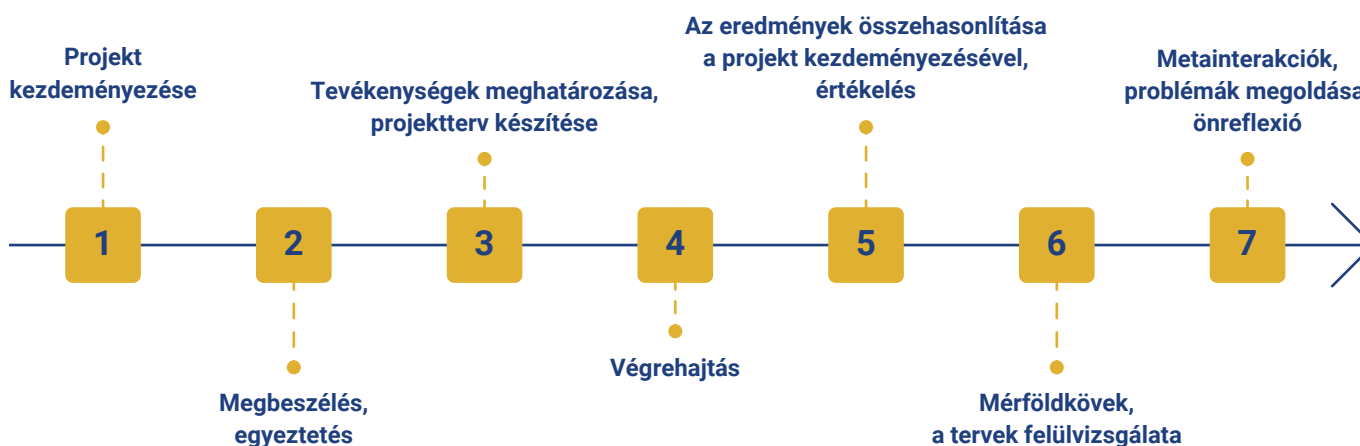 Projekt
kezdeményezése
Tevékenységek meghatározása,
projektterv készítése
Az eredmények összehasonlítása
a projekt kezdeményezésével,
értékelés
Metainterakciók,
problémák megoldása
önreflexió
1
2
3
4
5
6
7
Megbeszélés,
egyeztetés
Végrehajtás
Mérföldkövek,
a tervek felülvizsgálata